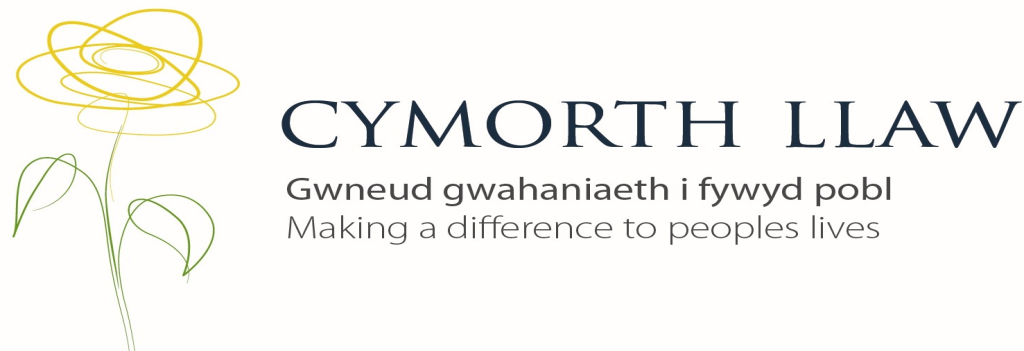 CYMORTH LLAW
Gwneud gwahaniaeth i fywyd pobl
Making a difference to peoples lives